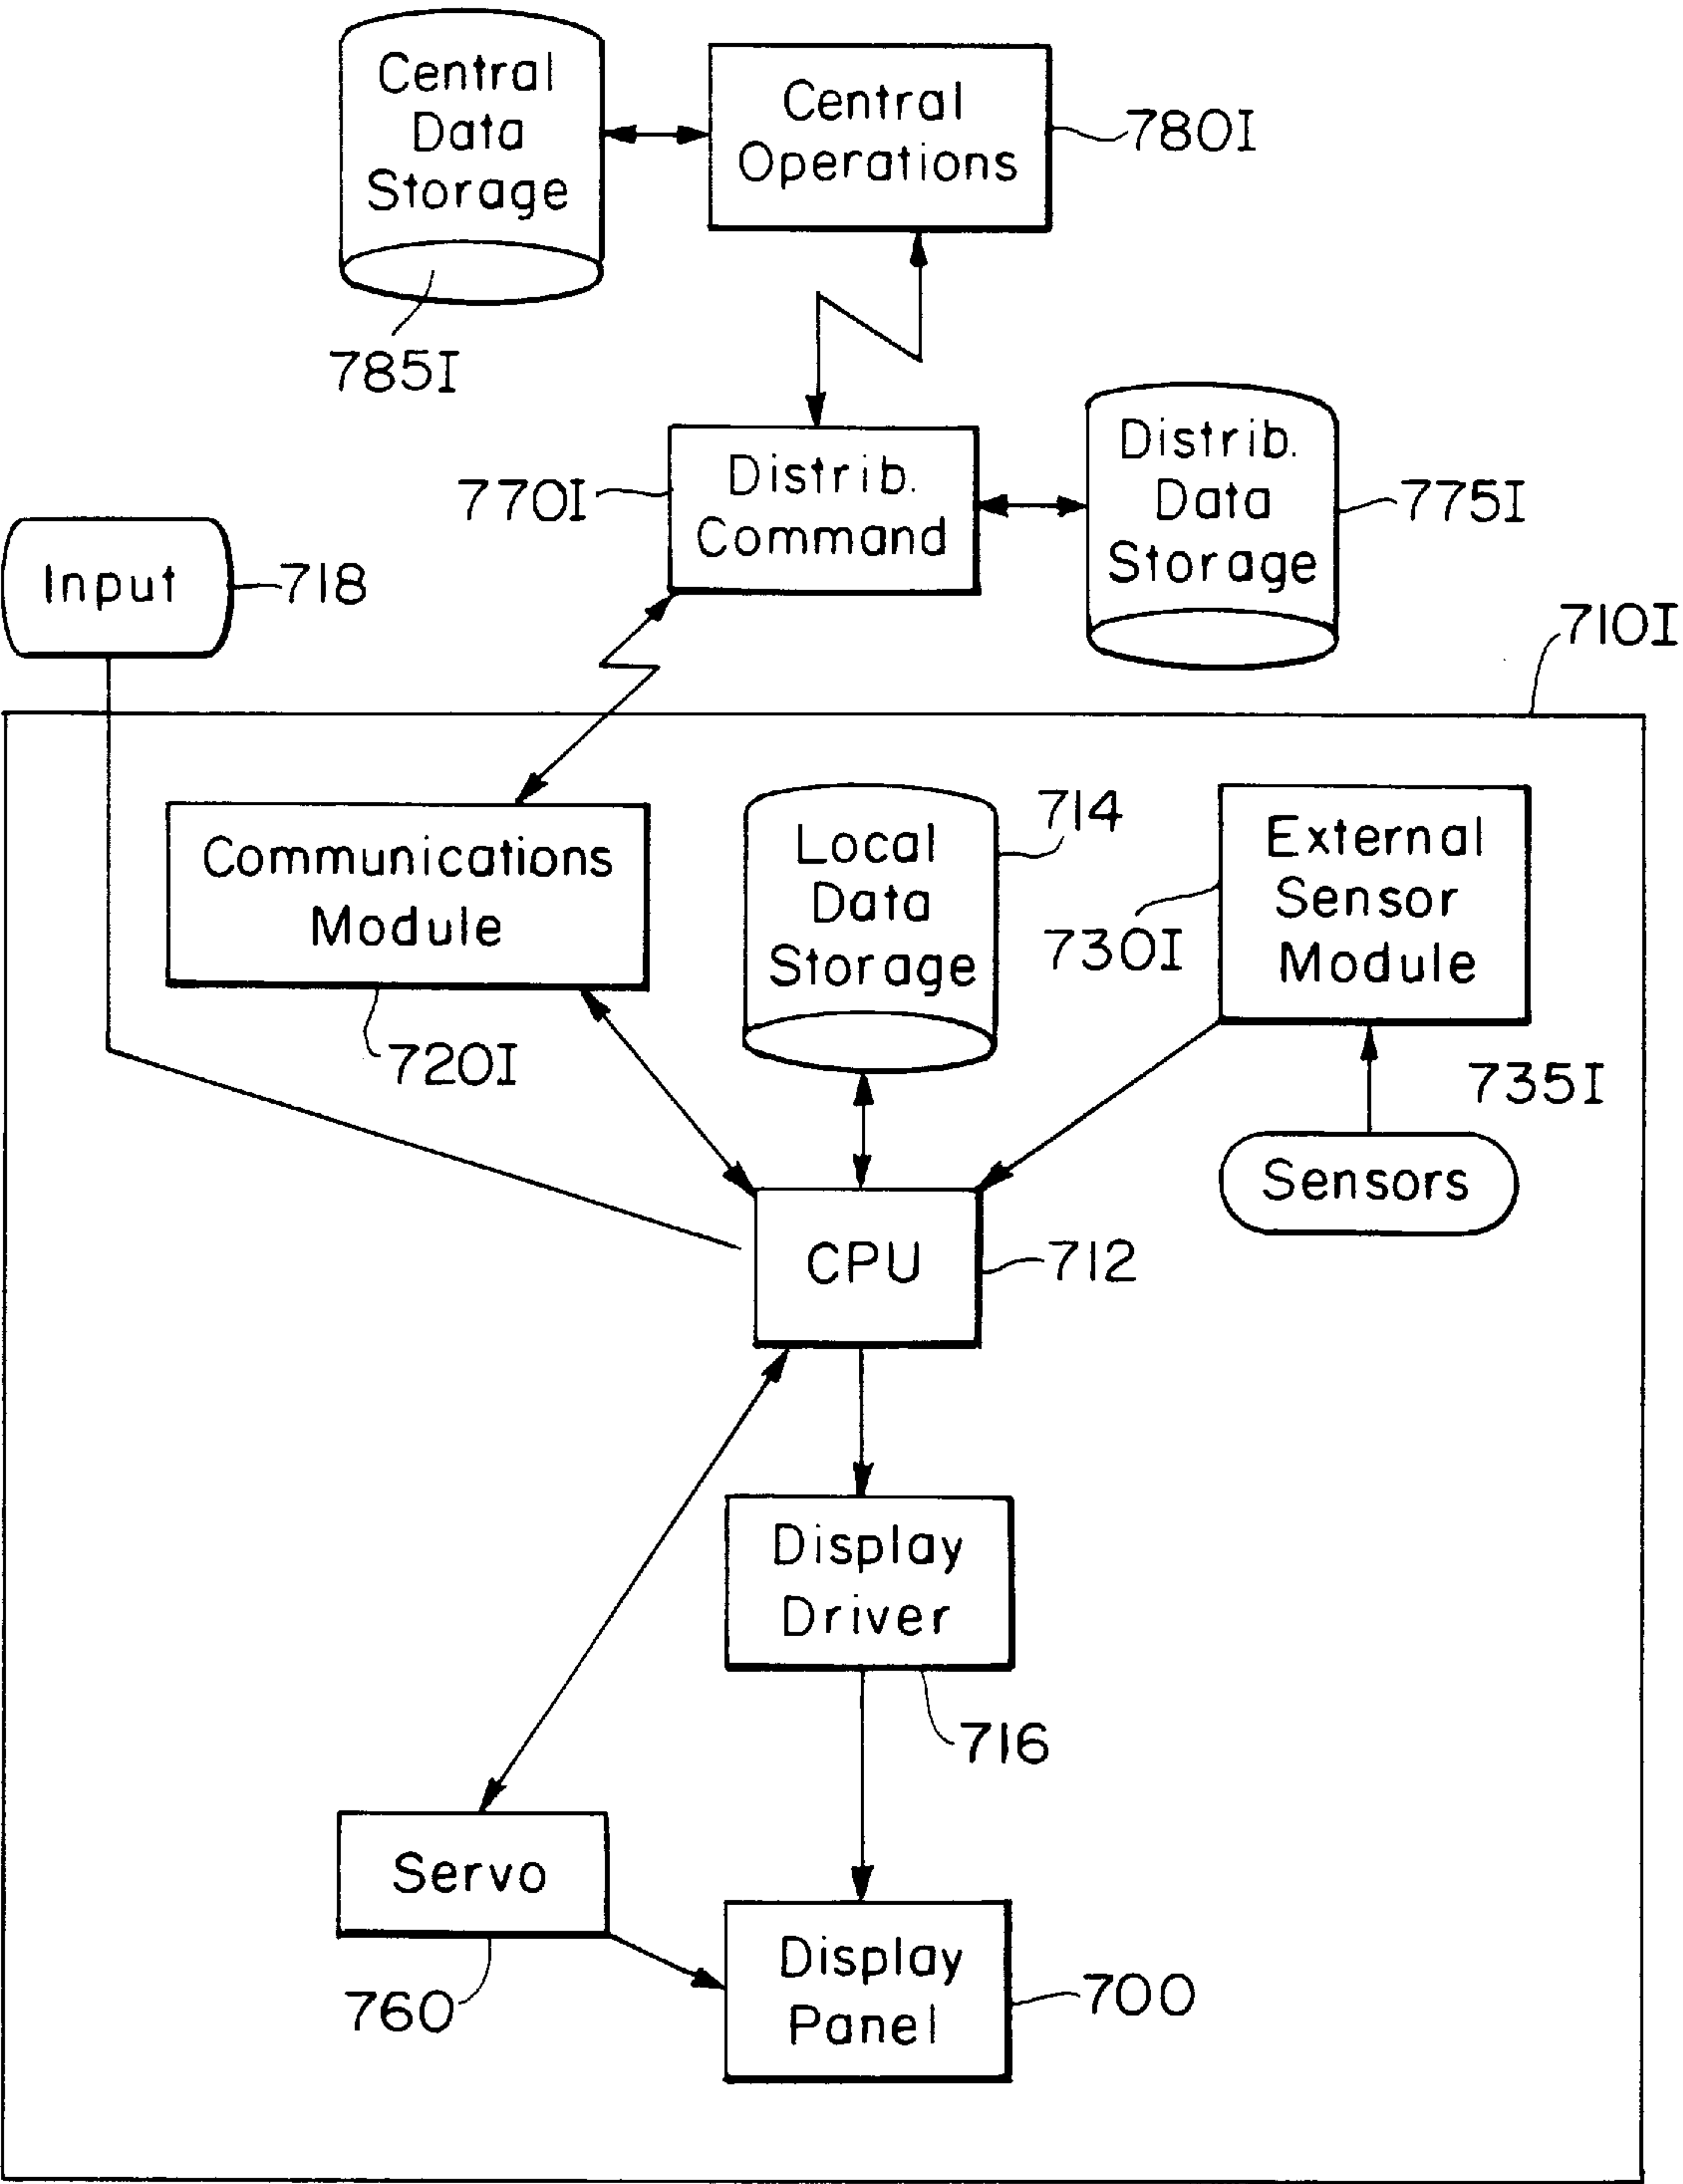 Central
Data
Storage
785I
Central
Operations
780I
Distrib.
Command
770I
Distrib.
Data
Storage
775I
Input
718
710I
Communications
Module
720I
Local
Data
Storage
714
External
Sensor
Module
730I
735I
Sensors
CPU
712
Display
Driver
716
Servo
760
Display
Panel
700